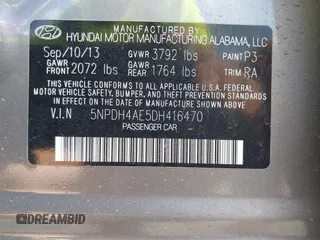 MANUFACTURED BY
HYUNDAI MOTOR MANUFACTURING ALABAMA, LLC
Sep/10/13 GVWR 3792 lbs PAINT P3
GAWR FRONT 2072 lbs GAWR REAR 1764 lbs TRIM RA
THIS VEHICLE CONFORMS TO ALL APPLICABLE U.S.
FEDERAL MOTOR VEHICLE SAFETY, BUMPER, AND THEFT
PREVENTION STANDARDS IN EFFECT ON THE DATE OF
MANUFACTURE SHOWN ABOVE.
V.I.N 5NPDH4AE5DH416470
PASSENGER CAR
DREAMBID